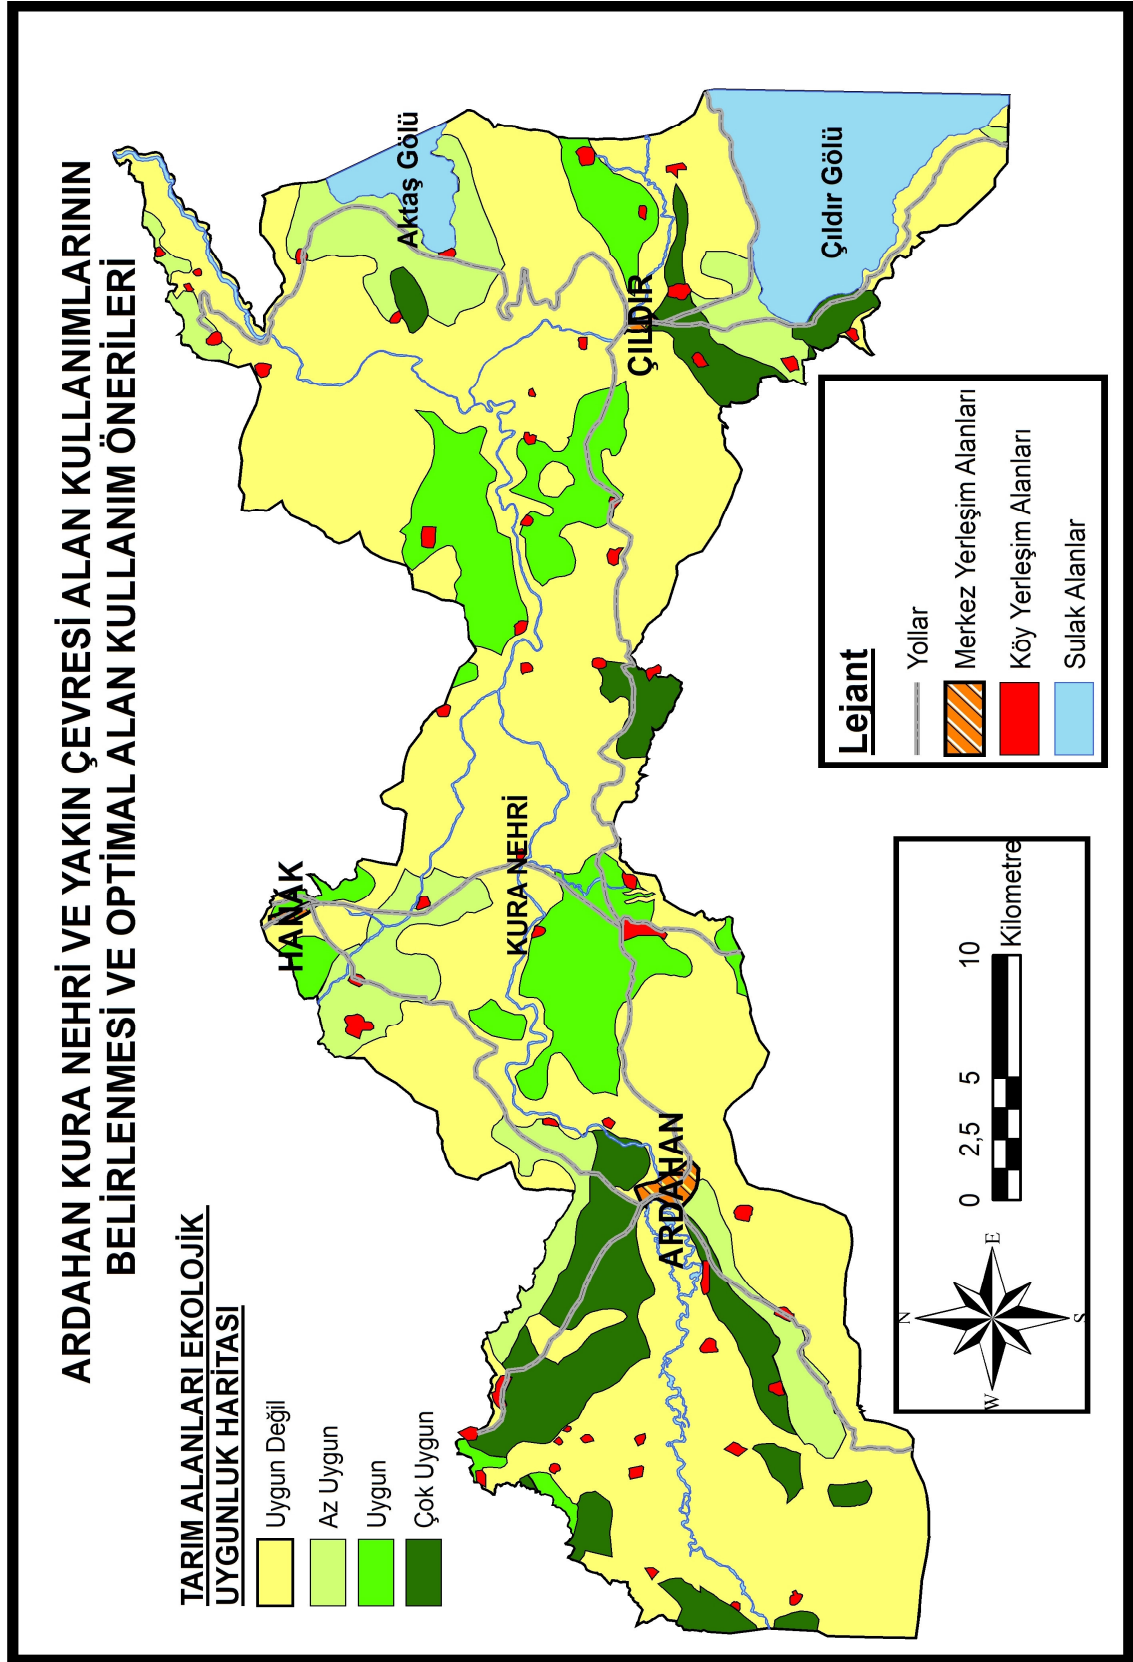 ARDAHAN KURA NEHRİ VE YAKIN ÇEVRESİ ALAN KULLANIMLARININ
BELİRLENMESİ VE OPTİMAL ALAN KULLANIM ÖNERİLERİ
TARIM ALANLARI EKOLOJİK
UYGUNLUK HARİTASI
Uygun Değil
Az Uygun
Uygun
Çok Uygun
HANAK
KURA NEHRİ
ARDAHAN
Aktaş Gölü
ÇILDIR
Çıldır Gölü
Lejant
Yollar
Merkez Yerleşim Alanları
Köy Yerleşim Alanları
Sulak Alanlar
N
W
E
S
0 2,5 5 10
Kilometre